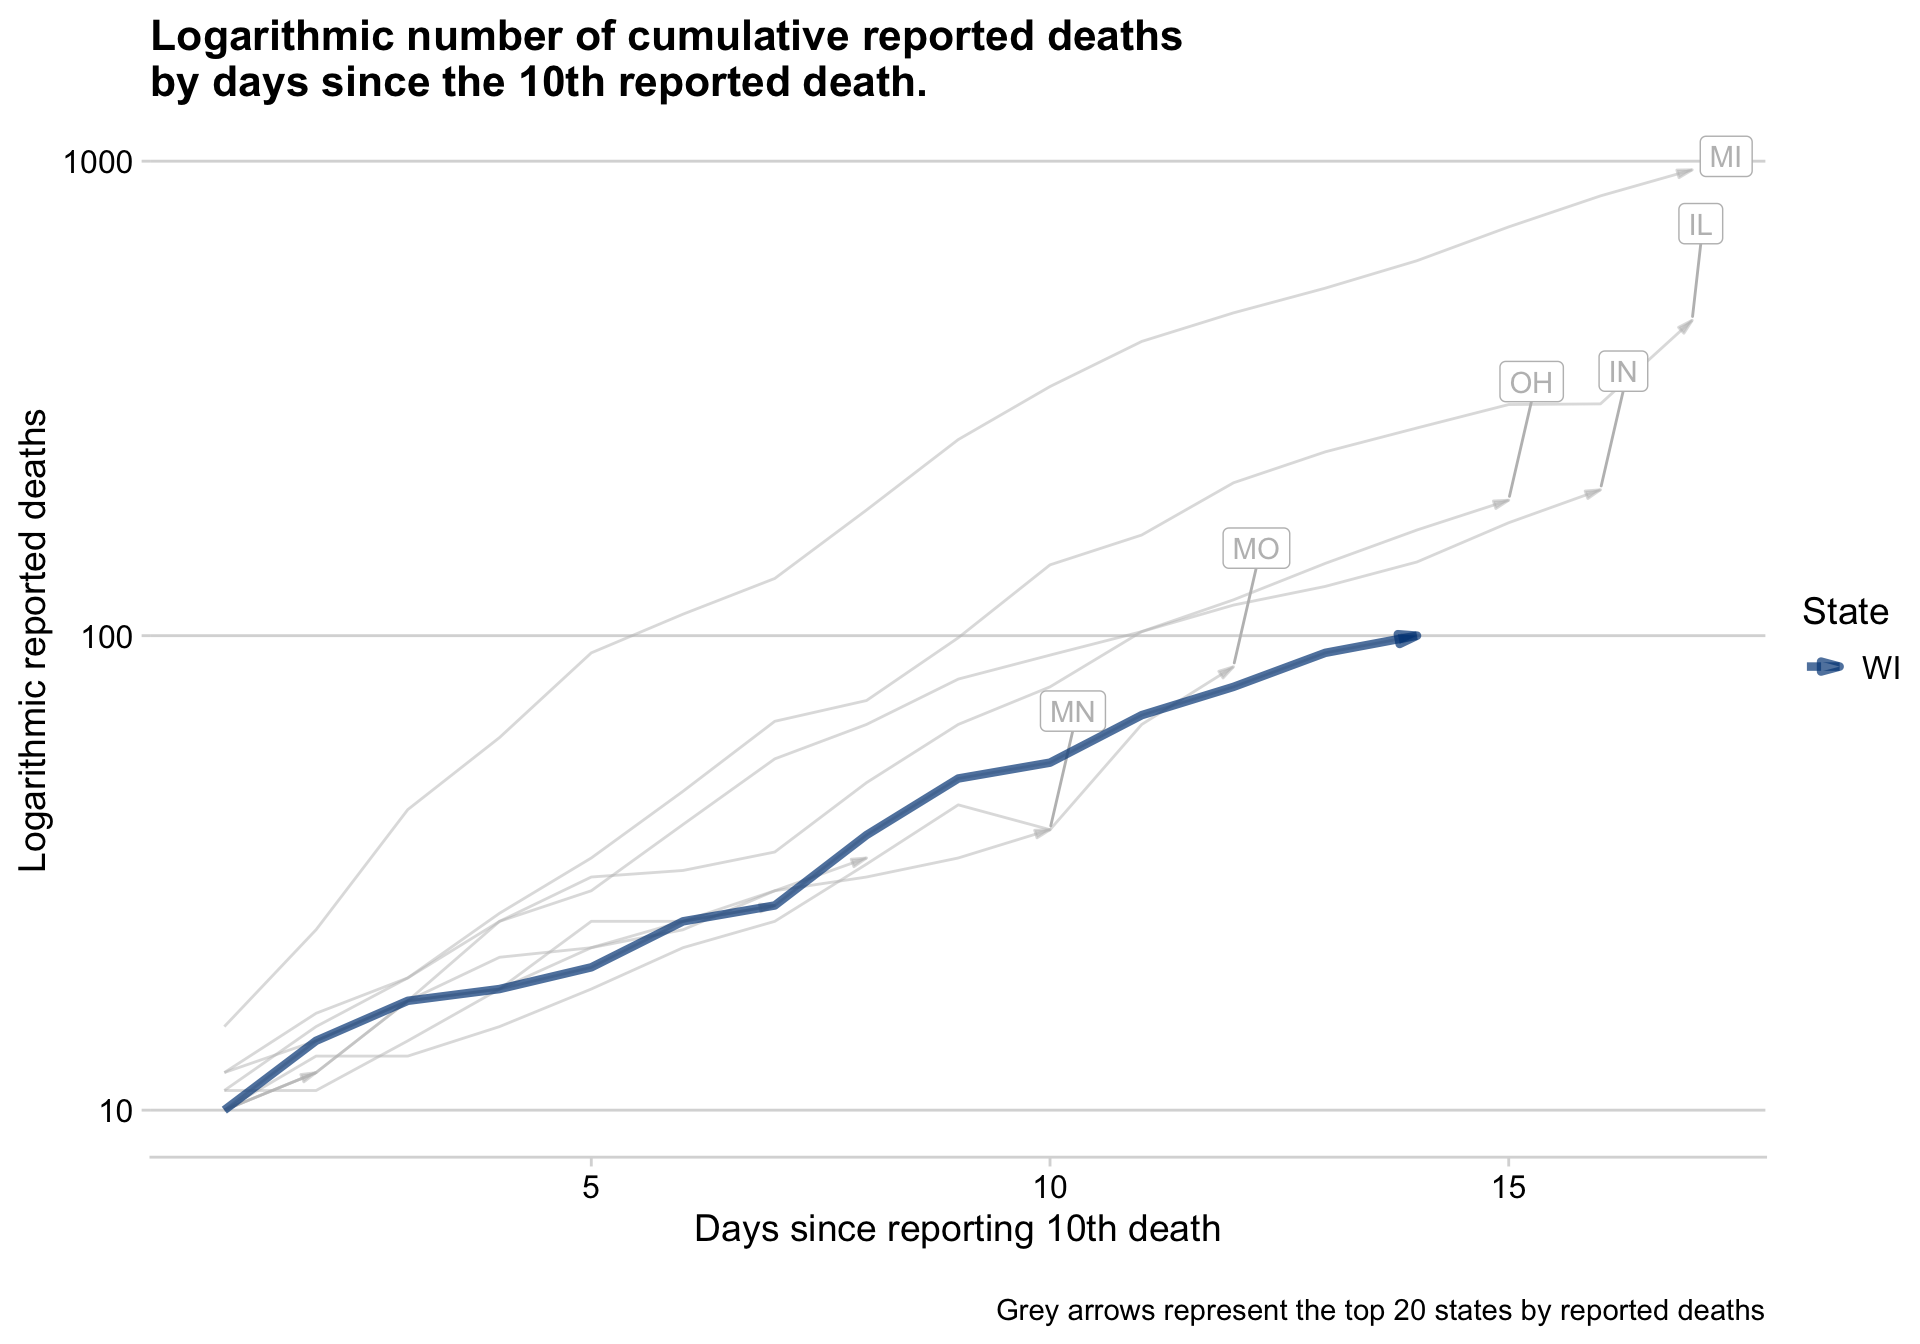 Logarithmic number of cumulative reported deaths
by days since the 10th reported death.
Logarithmic reported deaths
1000
100
10
MI
IL
OH
IN
MO
MN
State
WI
5
10
15
Days since reporting 10th death
Grey arrows represent the top 20 states by reported deaths